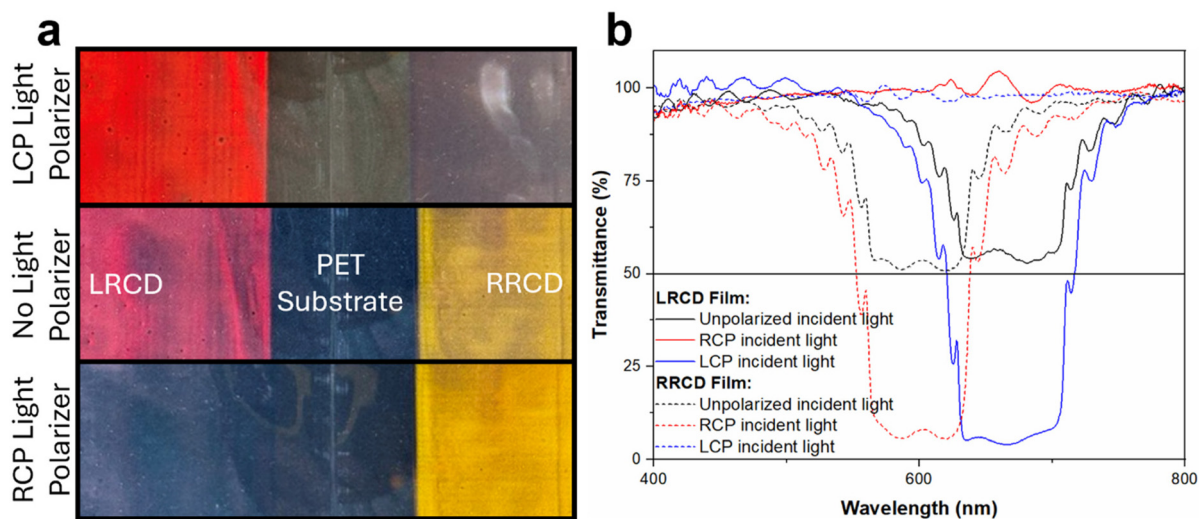 a
LCP Light
Polarizer
No Light
Polarizer
RCP Light
Polarizer
LRCD
PET
Substrate
RRCD
b
Transmittance (%)
100
75
50
25
0
LRCD Film:
Unpolarized incident light
RCP incident light
LCP incident light
RRCD Film:
Unpolarized incident light
RCP incident light
LCP incident light
400
600
800
Wavelength (nm)